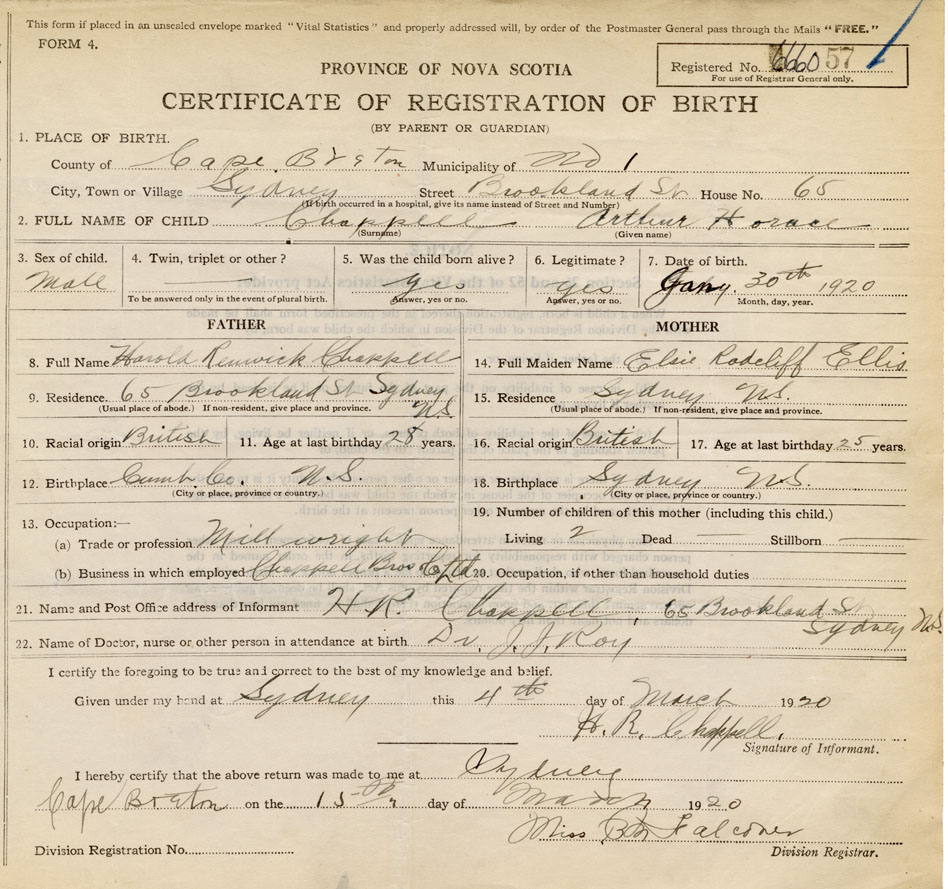 This form if placed in an unsealed envelope marked "Vital Statistics" and properly addressed will, by order of the Postmaster General pass through the Mails "FREE."
FORM 4.
Registered No. 66057
For use of Registrar General only.
PROVINCE OF NOVA SCOTIA
CERTIFICATE OF REGISTRATION OF BIRTH
(BY PARENT OR GUARDIAN)
1. PLACE OF BIRTH.
County of Cape Breton Municipality of No 1
City, Town or Village Sydney Street Brookland St House No. 65
(If birth occurred in a hospital, give its name instead of Street and Number)
2. FULL NAME OF CHILD Chappell Arthur Horace
(Surname) (Given name)
3. Sex of child. 4. Twin, triplet or other? 5. Was the child born alive? 6. Legitimate? 7. Date of birth.
Male yes yes Jany. 30th 1920
To be answered only in the event of plural birth. Answer, yes or no. Answer, yes or no. Month, day, year.
FATHER MOTHER
8. Full Name Harold Renwick Chappell 14. Full Maiden Name Elsie Radcliff Ellis
9. Residence. 65 Brookland St Sydney N.S. 15. Residence Sydney N.S.
(Usual place of abode.) If non-resident, give place and province. (Usual place of abode.) If non-resident, give place and province.
10. Racial origin British 11. Age at last birthday 28 years. 16. Racial origin British 17. Age at last birthday 25 years.
12. Birthplace Cumb. Co. N.S. 18. Birthplace Sydney N.S.
(City or place, province or country.) (City or place, province or country.)
13. Occupation:— 19. Number of children of this mother (including this child.)
(a) Trade or profession Mill wright Living 2 Dead Stillborn
(b) Business in which employed Chappell Bros Co Ltd 20. Occupation, if other than household duties
21. Name and Post Office address of Informant H.R. Chappell, 65 Brookland St
Sydney N.S.
22. Name of Doctor, nurse or other person in attendance at birth Dr. J.J. Roy
I certify the foregoing to be true and correct to the best of my knowledge and belief.
Given under my hand at Sydney this 4th day of March 1920
H. R. Chappell.
Signature of Informant.
I hereby certify that the above return was made to me at Sydney
Cape Breton on the 15th day of March 1920
Miss Falconer
Division Registration No. Division Registrar.